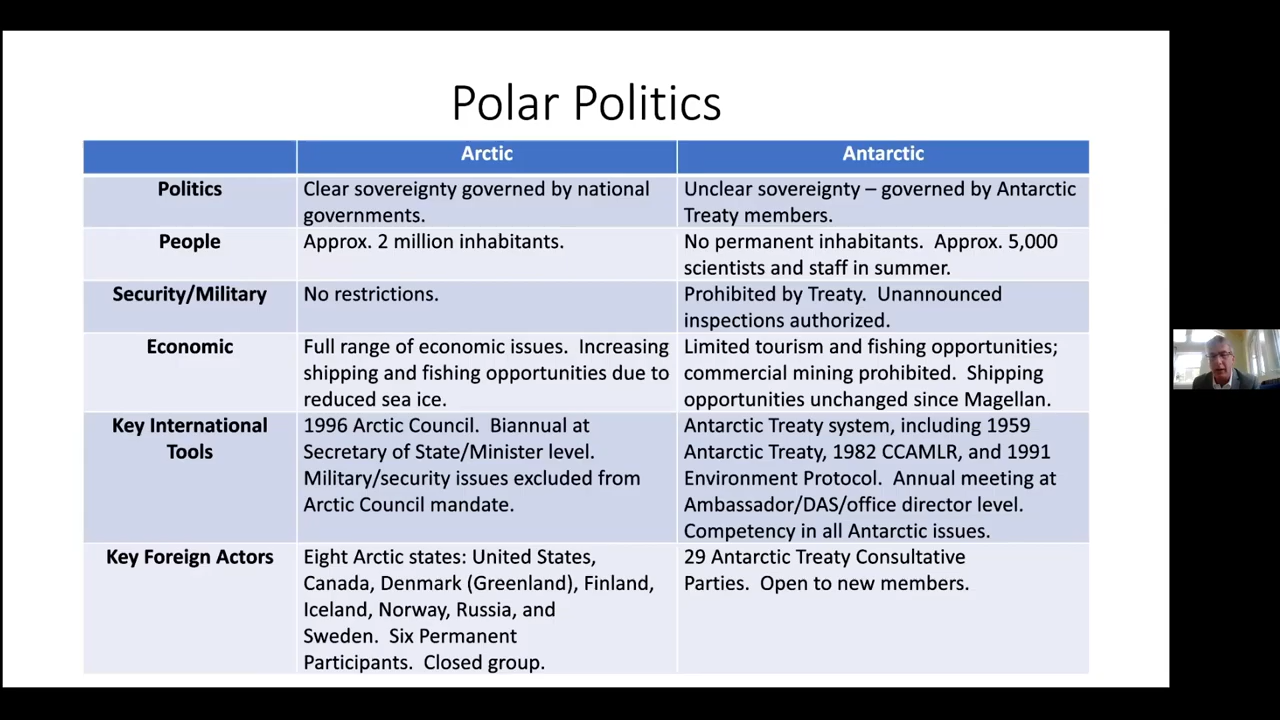 Polar Politics
Arctic
Antarctic
Politics
Clear sovereignty governed by national
governments.
Unclear sovereignty – governed by Antarctic
Treaty members.
People
Approx. 2 million inhabitants.
No permanent inhabitants. Approx. 5,000
scientists and staff in summer.
Security/Military
No restrictions.
Prohibited by Treaty. Unannounced
inspections authorized.
Economic
Full range of economic issues. Increasing
shipping and fishing opportunities due to
reduced sea ice.
Limited tourism and fishing opportunities;
commercial mining prohibited. Shipping
opportunities unchanged since Magellan.
Key International
Tools
1996 Arctic Council. Biannual at
Secretary of State/Minister level.
Military/security issues excluded from
Arctic Council mandate.
Antarctic Treaty system, including 1959
Antarctic Treaty, 1982 CCAMLR, and 1991
Environment Protocol. Annual meeting at
Ambassador/DAS/office director level.
Competency in all Antarctic issues.
Key Foreign Actors
Eight Arctic states: United States,
Canada, Denmark (Greenland), Finland,
Iceland, Norway, Russia, and
Sweden. Six Permanent
Participants. Closed group.
29 Antarctic Treaty Consultative
Parties. Open to new members.